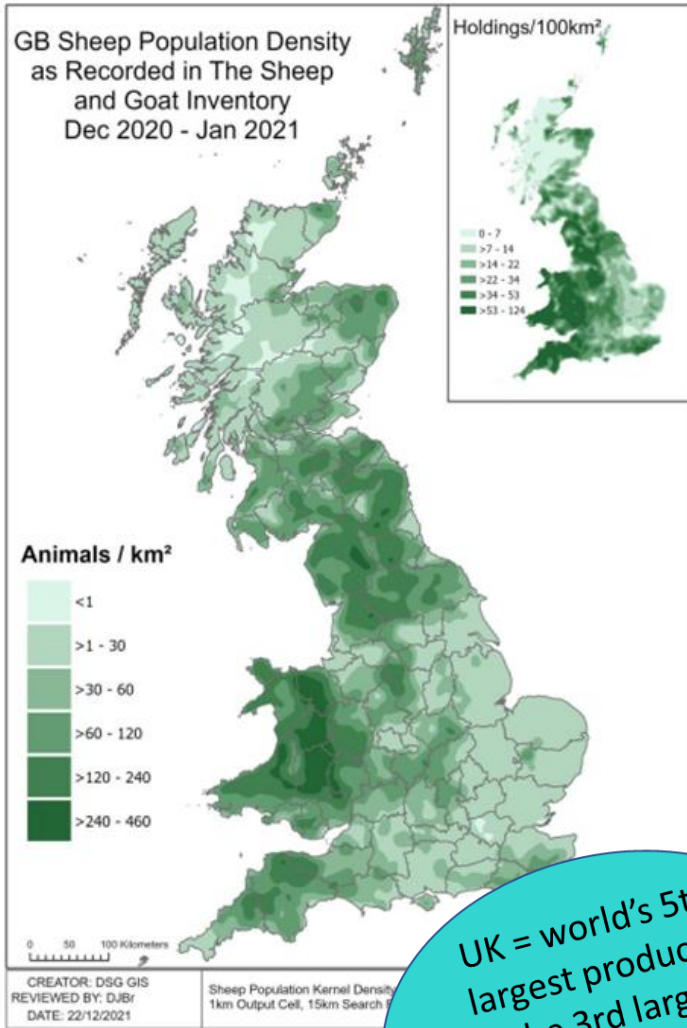 GB Sheep Population Density
as Recorded in The Sheep
and Goat Inventory
Dec 2020 - Jan 2021
Holdings/100km²
0 - 7
>7 - 14
>14 - 22
>22 - 34
>34 - 53
>53 - 124
Animals / km²
<1
>1 - 30
>30 - 60
>60 - 120
>120 - 240
>240 - 460
0 50 100 Kilometers
CREATOR: DSG GIS
REVIEWED BY: DJBr
DATE: 22/12/2021
Sheep Population Kernel Density
1km Output Cell, 15km Search
UK = world's 5t
largest produc
3rd larg